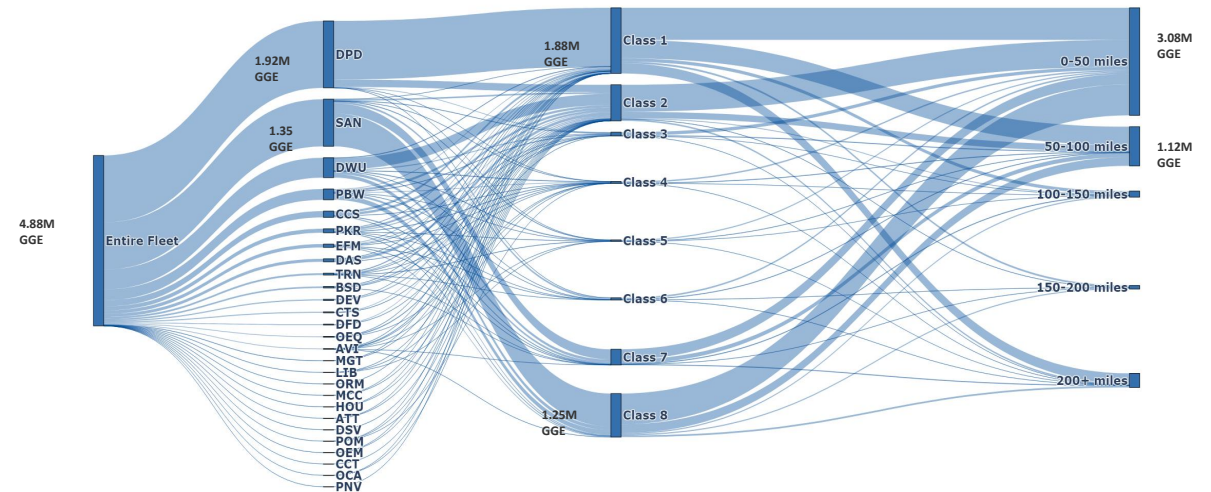 4.88M
GGE
Entire Fleet
1.92M
GGE
DPD
1.35
GGE
SAN
DWU
PBW
CCS
PKR
EFM
DAS
TRN
BSD
DEV
CTS
DFD
OEQ
AVI
MGT
LIB
ORM
MCC
HOU
ATT
DSV
POM
OEM
CCT
OCA
PNV
1.88M
GGE
Class 1
Class 2
Class 3
Class 4
Class 5
Class 6
Class 7
1.25M
GGE
Class 8
0-50 miles
3.08M
GGE
50-100 miles
1.12M
GGE
100-150 miles
150-200 miles
200+ miles